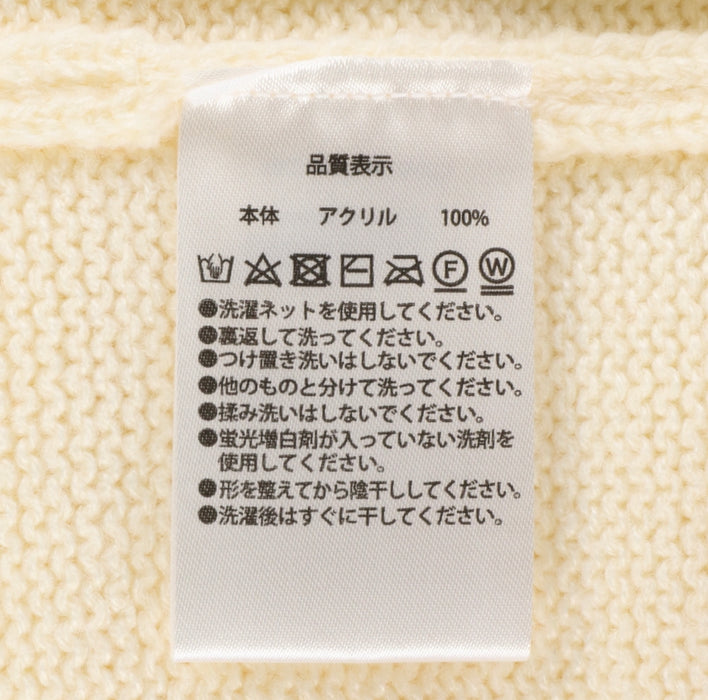 品質表示
本体 アクリル 100%
F W
●洗濯ネットを使用してください。
●裏返して洗ってください。
●つけ置き洗いはしないでください。
●他のものと分けて洗ってください。
●揉み洗いはしないでください。
●蛍光増白剤が入っていない洗剤を
使用してください。
●形を整えてから陰干ししてください。
●洗濯後はすぐに干してください。